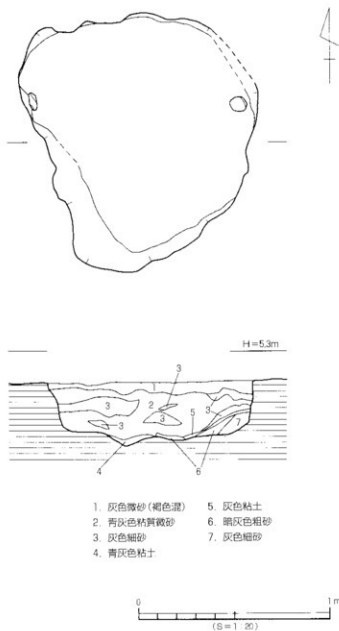 H=5.3m
3
1
3
2
3
3
3
5
7
4
6
1. 灰色微砂(褐色混)
2. 青灰色粘質微砂
3. 灰色細砂
4. 青灰色粘土
5. 灰色粘土
6. 暗灰色粗砂
7. 灰色細砂
0
1m
(S=1:20)